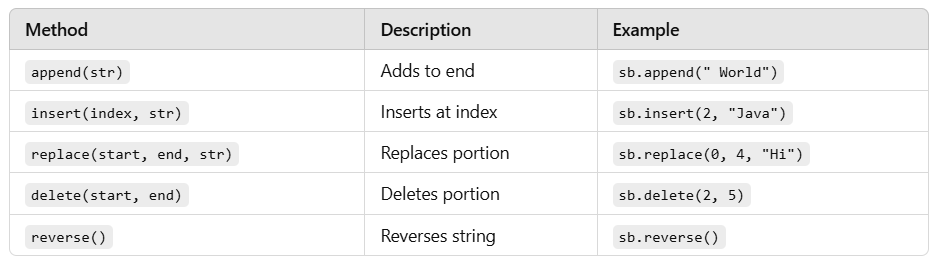 Method Description Example
append(str) Adds to end sb.append(" World")
insert(index, str) Inserts at index sb.insert(2, "Java")
replace(start, end, str) Replaces portion sb.replace(0, 4, "Hi")
delete(start, end) Deletes portion sb.delete(2, 5)
reverse() Reverses string sb.reverse()